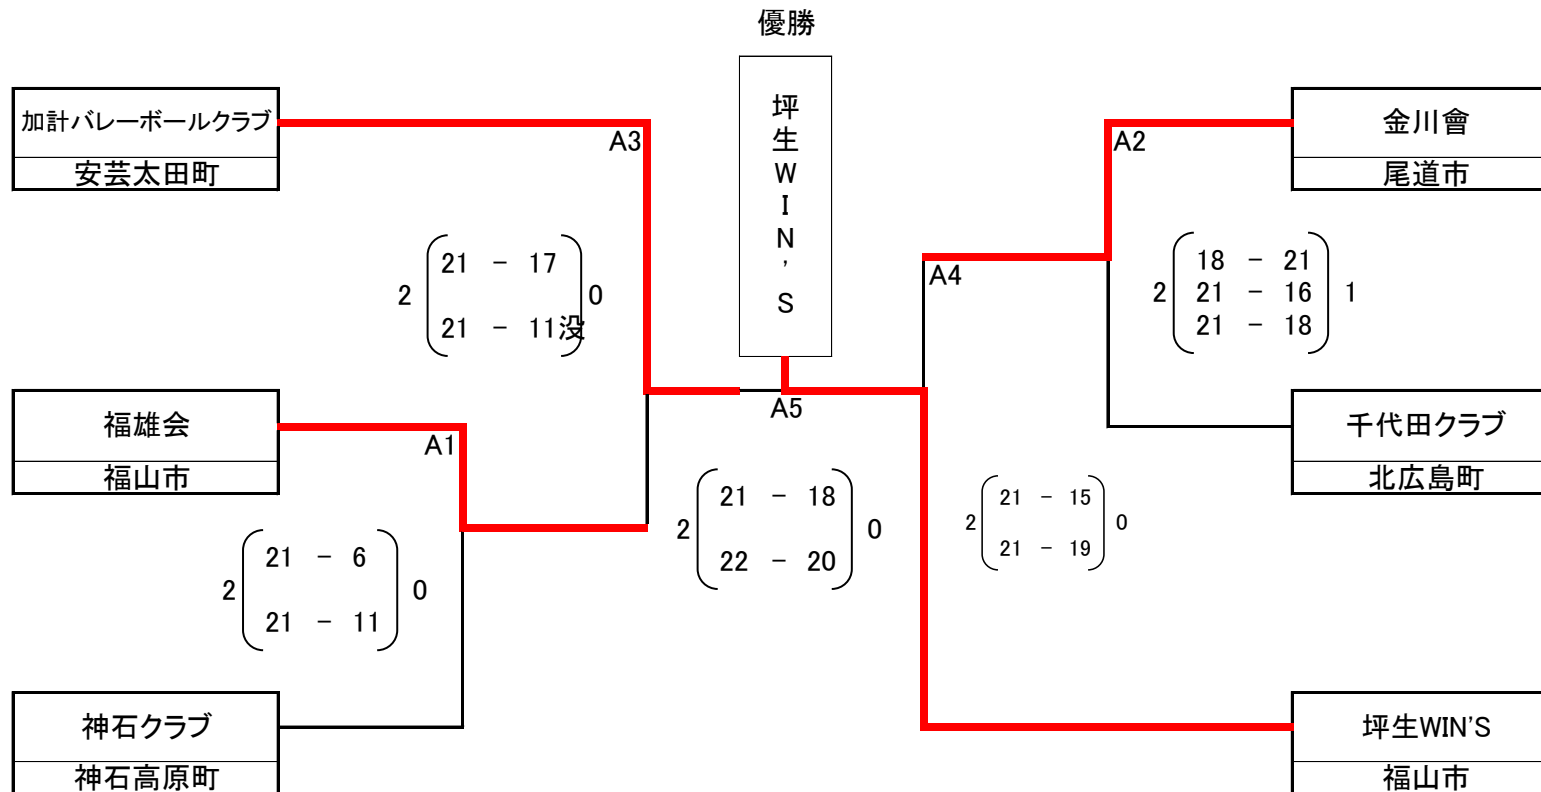 優勝
坪生WIN’S
加計バレーボールクラブ
安芸太田町
A3
A2
金川會
尾道市
2 21 - 17 0
21 - 11没
A4
2 18 - 21 1
21 - 16
21 - 18
福雄会
福山市
A1
A5
千代田クラブ
北広島町
2 21 - 6 0
21 - 11
2 21 - 18 0
22 - 20
2 21 - 15 0
21 - 19
神石クラブ
神石高原町
坪生WIN'S
福山市